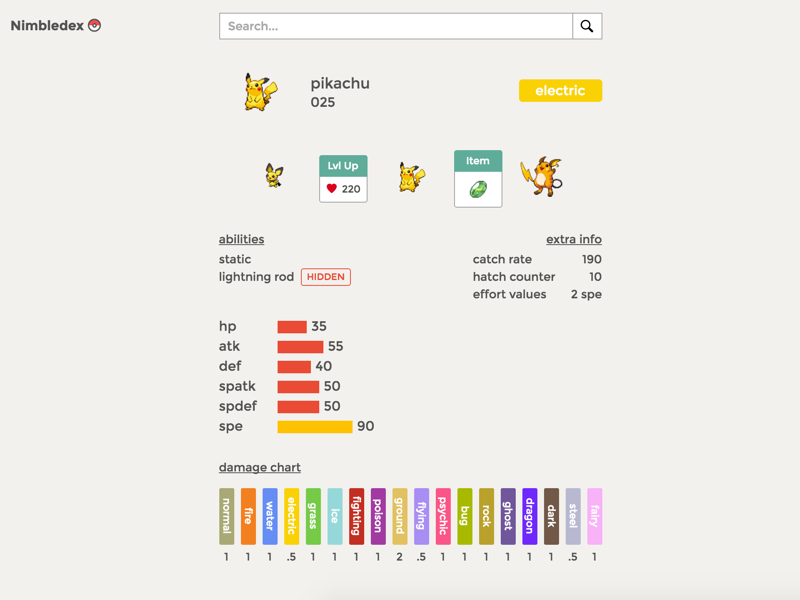 Nimbledex
Search...
pikachu
025
electric
Lvl Up
220
Item
abilities
static
lightning rod HIDDEN
extra info
catch rate 190
hatch counter 10
effort values 2 spe
hp 35
atk 55
def 40
spatk 50
spdef 50
spe 90
damage chart
normal fire water electric grass ice fighting poison ground flying psychic bug rock ghost dragon dark steel fairy
1 1 1 .5 1 1 1 1 2 .5 1 1 1 1 1 1 .5 1